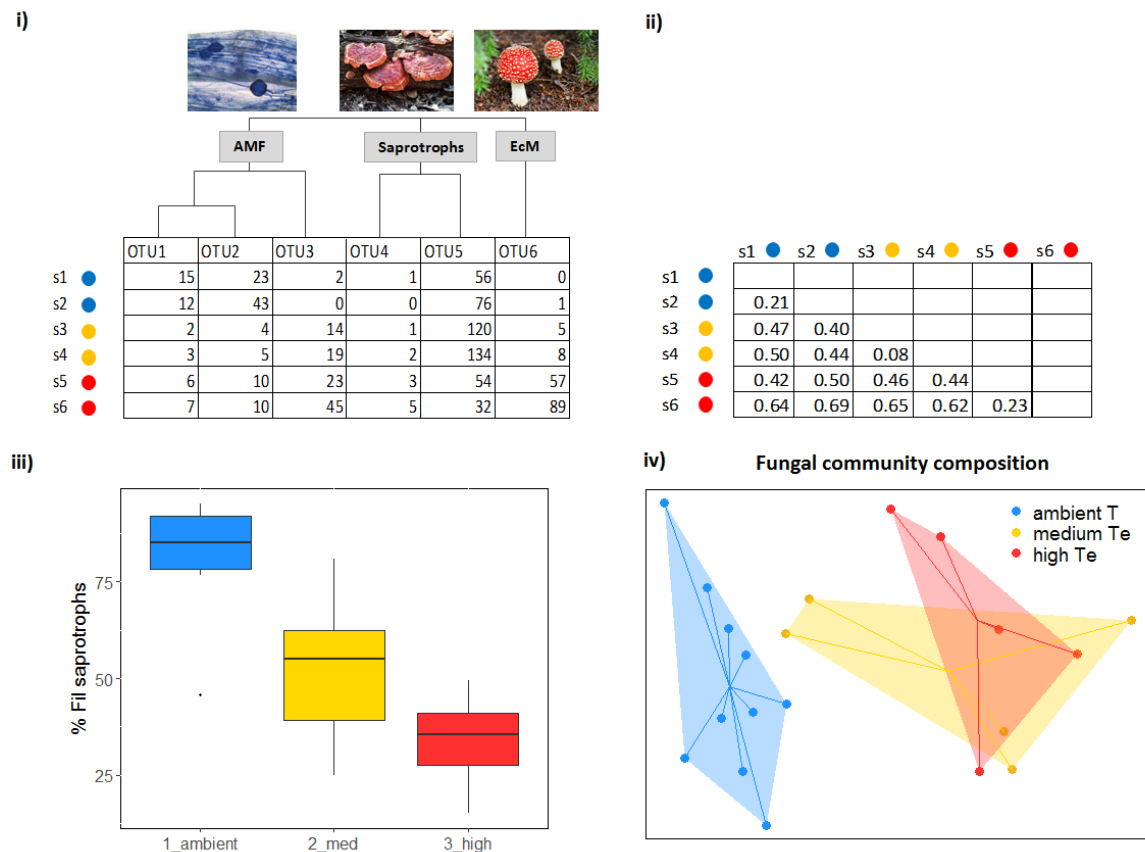 i)
AMF Saprotrophs EcM
OTU1 OTU2 OTU3 OTU4 OTU5 OTU6
s1 15 23 2 1 56 0
s2 12 43 0 0 76 1
s3 2 4 14 1 120 5
s4 3 5 19 2 134 8
s5 6 10 23 3 54 57
s6 7 10 45 5 32 89
ii)
s1 s2 s3 s4 s5 s6
s1
s2 0.21
s3 0.47 0.40
s4 0.50 0.44 0.08
s5 0.42 0.50 0.46 0.44
s6 0.64 0.69 0.65 0.62 0.23
iii)
% Fil saprotrophs
75
50
25
1_ambient 2_med 3_high
iv) Fungal community composition
ambient T
medium Te
high Te